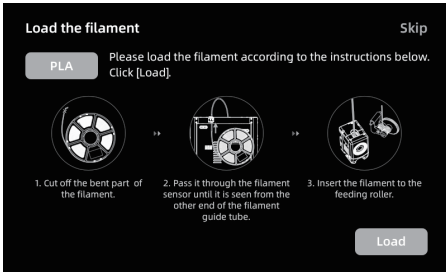 Load the filament
Skip
PLA
Please load the filament according to the instructions below.
Click [Load].
1. Cut off the bent part of
the filament.
2. Pass it through the filament
sensor until it is seen from the
other end of the filament
guide tube.
3. Insert the filament to the
feeding roller.
Load